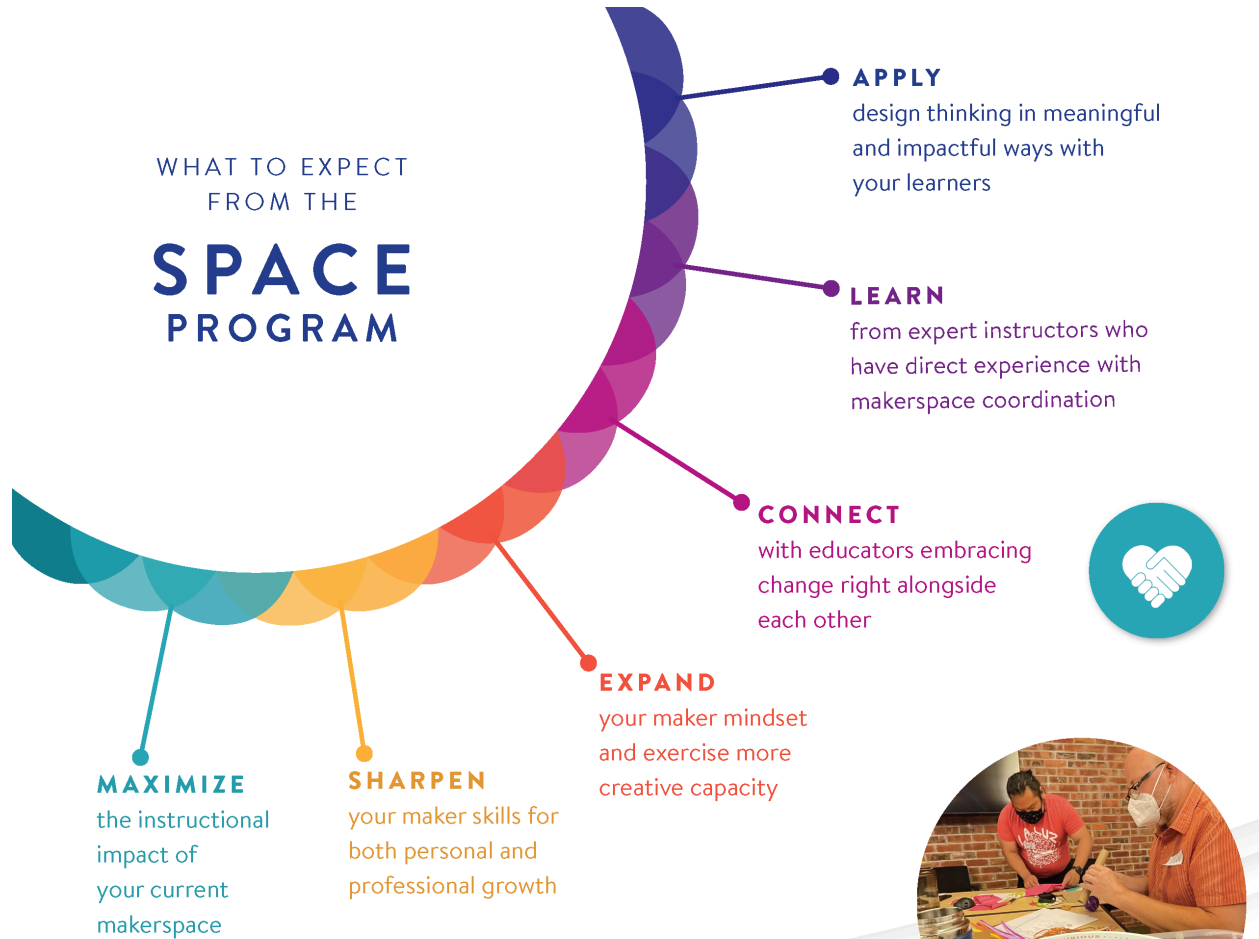 WHAT TO EXPECT
FROM THE
SPACE
PROGRAM
APPLY
design thinking in meaningful
and impactful ways with
your learners
LEARN
from expert instructors who
have direct experience with
makerspace coordination
CONNECT
with educators embracing
change right alongside
each other
EXPAND
your maker mindset
and exercise more
creative capacity
SHARPEN
your maker skills for
both personal and
professional growth
MAXIMIZE
the instructional
impact of
your current
makerspace